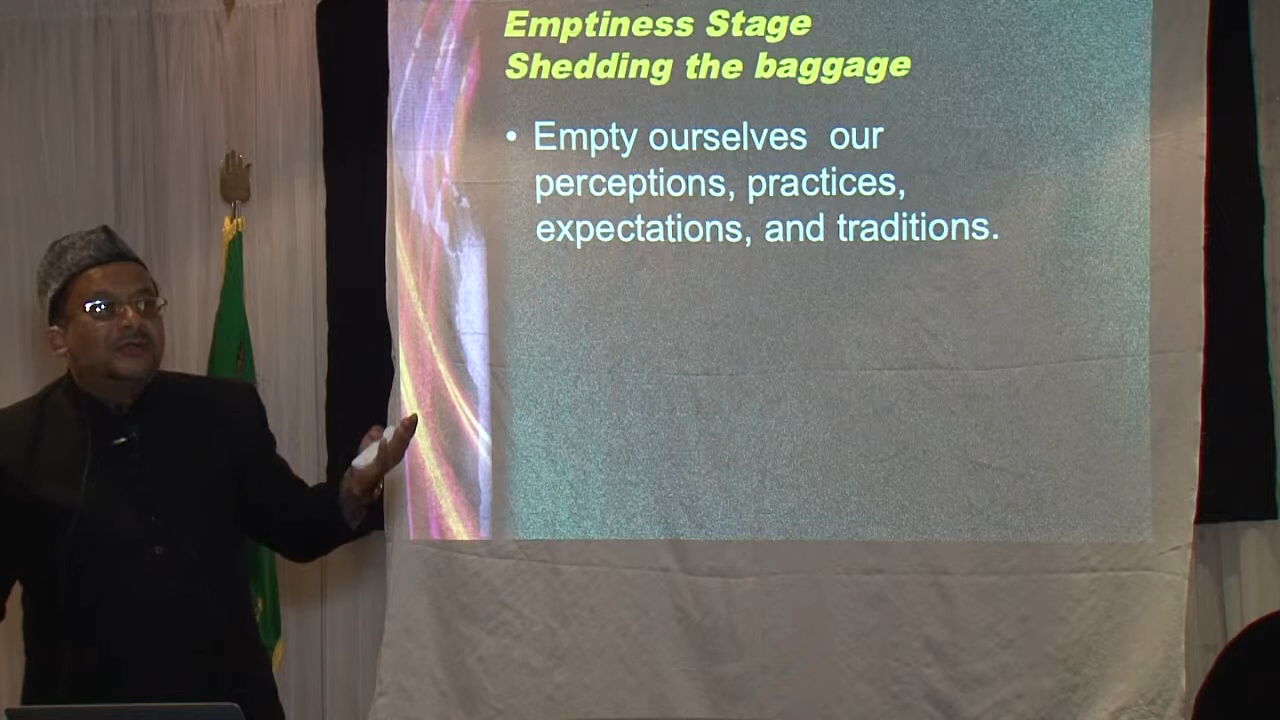 Emptiness Stage
Shedding the baggage
• Empty ourselves our
perceptions, practices,
expectations, and traditions.